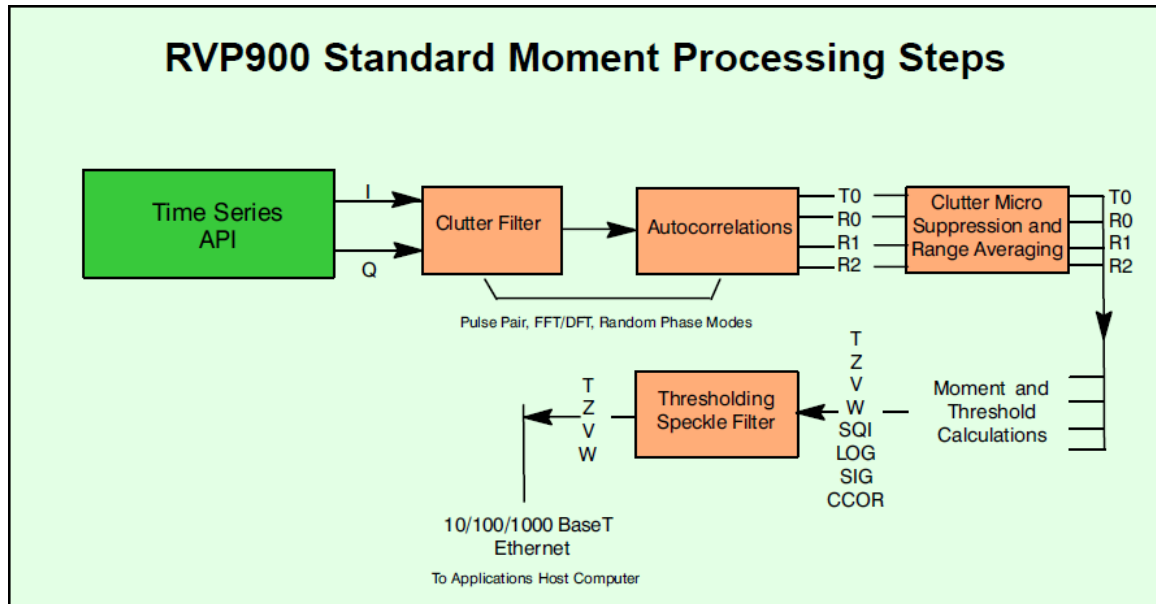 RVP900 Standard Moment Processing Steps
Time Series
API
I
Q
Clutter Filter
Autocorrelations
T0
R0
R1
R2
Clutter Micro
Suppression and
Range Averaging
T0
R0
R1
R2
Pulse Pair, FFT/DFT, Random Phase Modes
Moment and
Threshold
Calculations
T
Z
V
W
SQI
LOG
SIG
CCOR
Thresholding
Speckle Filter
T
Z
V
W
10/100/1000 BaseT
Ethernet
To Applications Host Computer